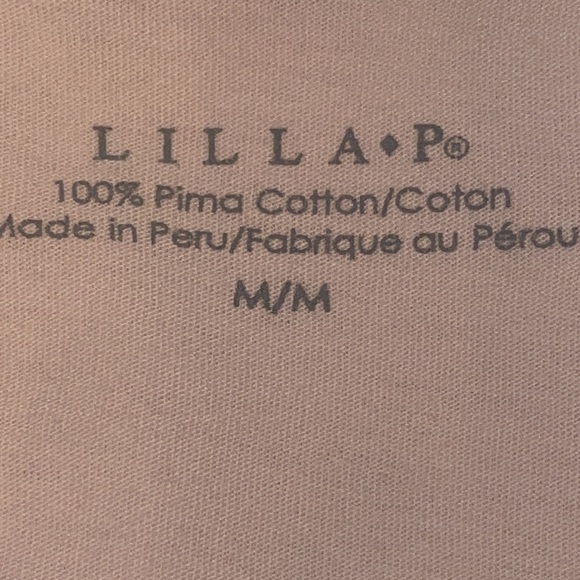 LILLA♦P®
100% Pima Cotton/Coton
Made in Peru/Fabrique au Pérou
M/M